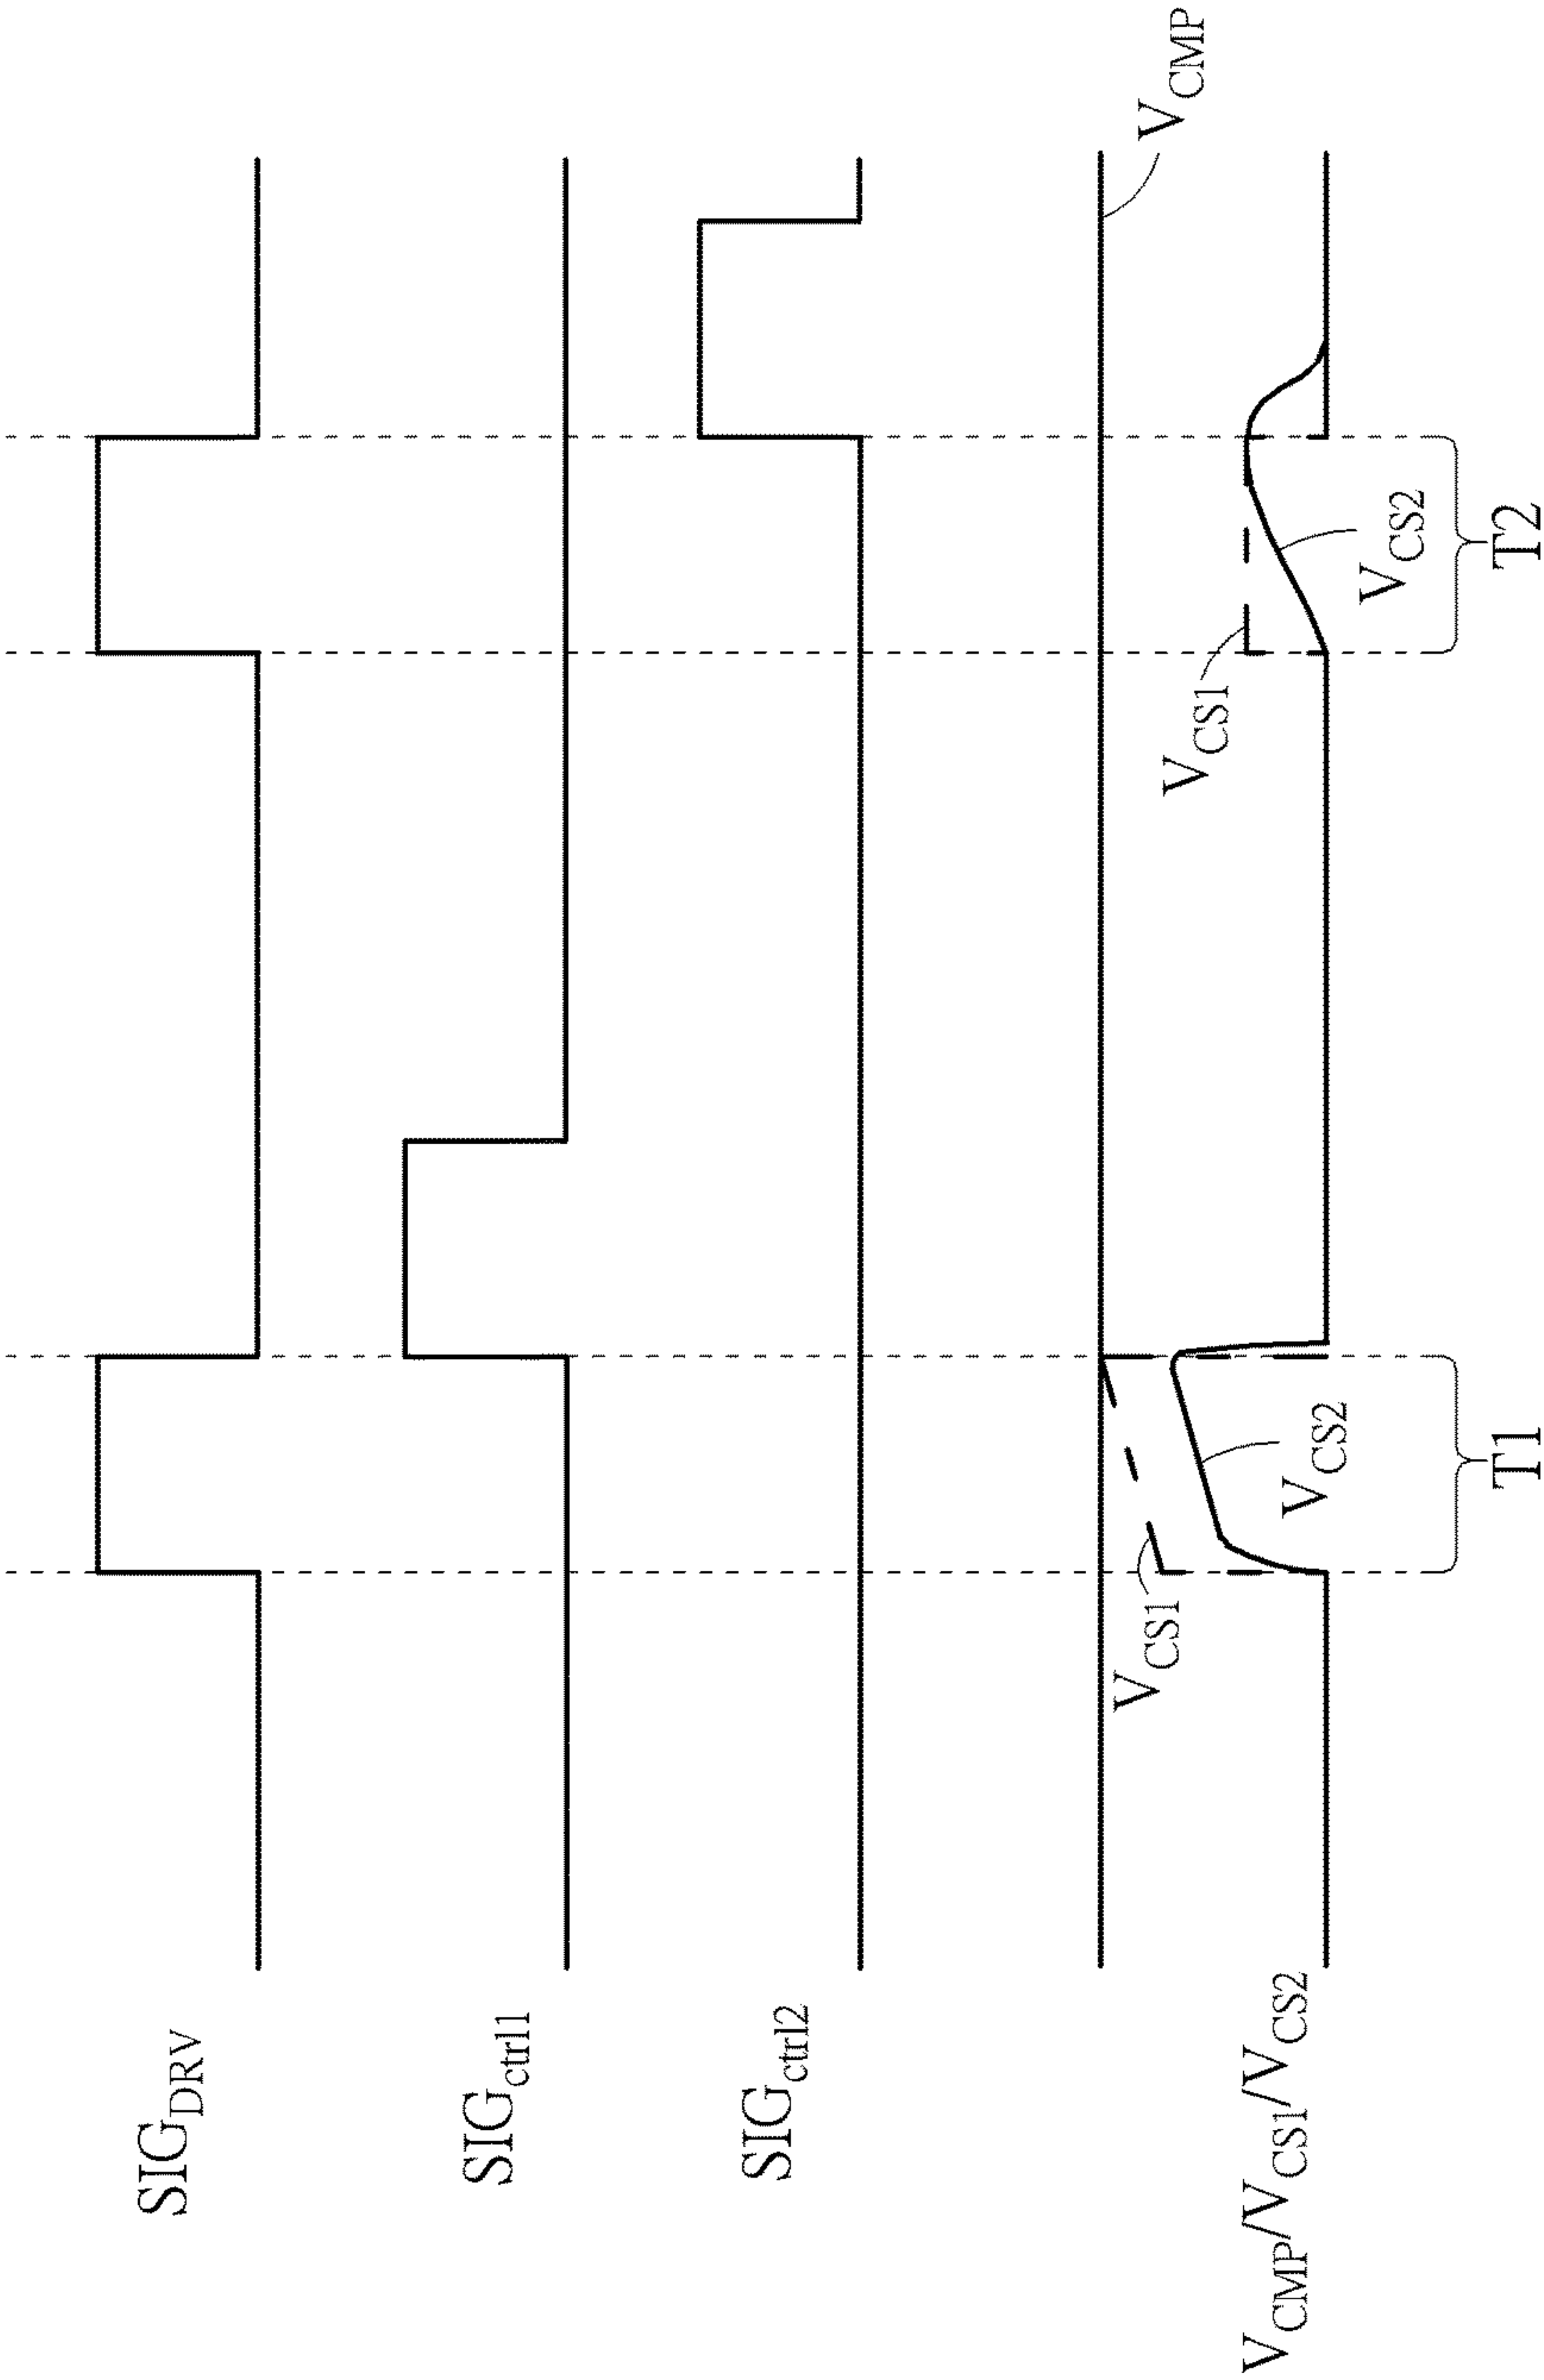 SIG_DRV
SIG_ctrl1
SIG_ctrl2
V_CMP/V_CS1/V_CS2
V_CMP
V_CS1
V_CS2
T1
V_CS1
V_CS2
T2